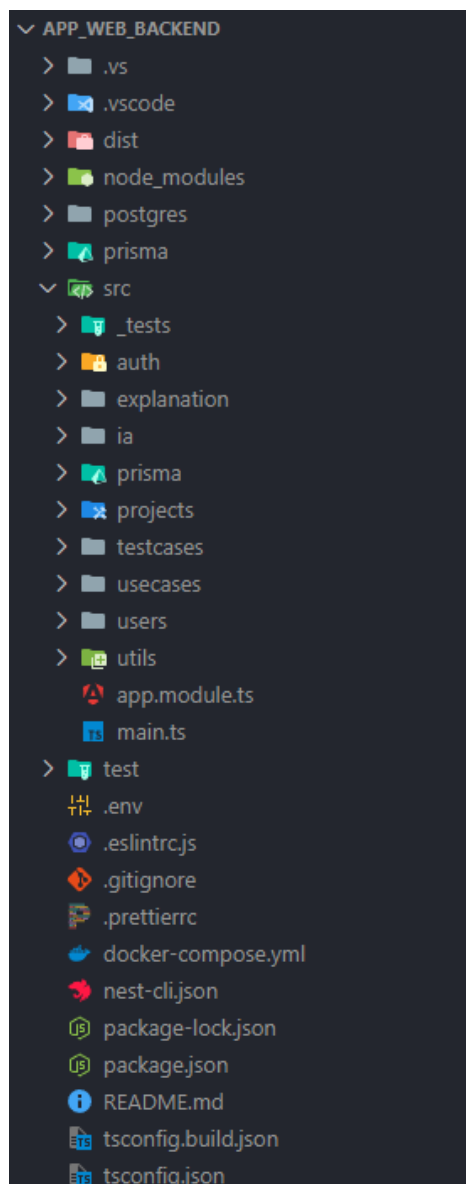 APP_WEB_BACKEND
.vs
.vscode
dist
node_modules
postgres
prisma
src
_tests
auth
explanation
ia
prisma
projects
testcases
usecases
users
utils
app.module.ts
main.ts
test
.env
.eslintrc.js
.gitignore
.prettierrc
docker-compose.yml
nest-cli.json
package-lock.json
package.json
README.md
tsconfig.build.json
tsconfig.json